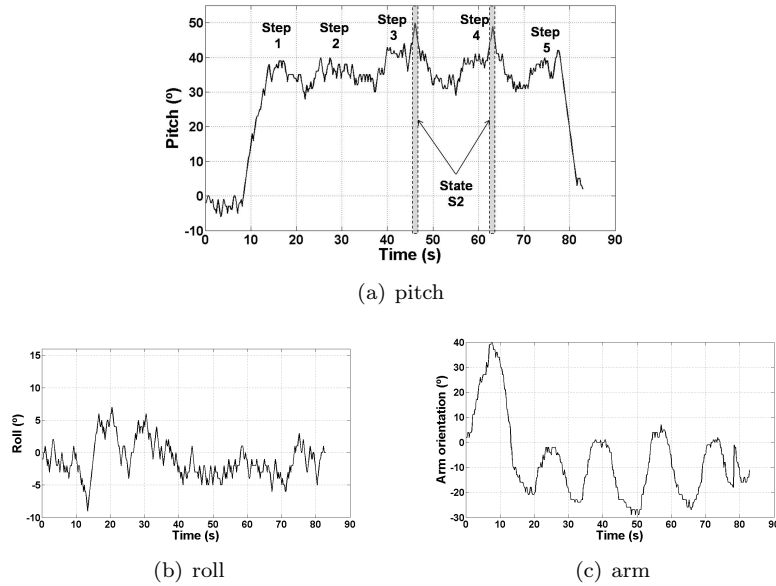 Step 1
Step 2
Step 3
Step 4
Step 5
State S2
Pitch (º)
50
40
30
20
10
0
-10
0 10 20 30 40 50 60 70 80 90
Time (s)
(a) pitch
Roll (º)
15
10
5
0
-5
-10
0 10 20 30 40 50 60 70 80 90
Time (s)
(b) roll
Arm orientation (º)
40
30
20
10
0
-10
-20
-30
0 10 20 30 40 50 60 70 80 90
Time (s)
(c) arm